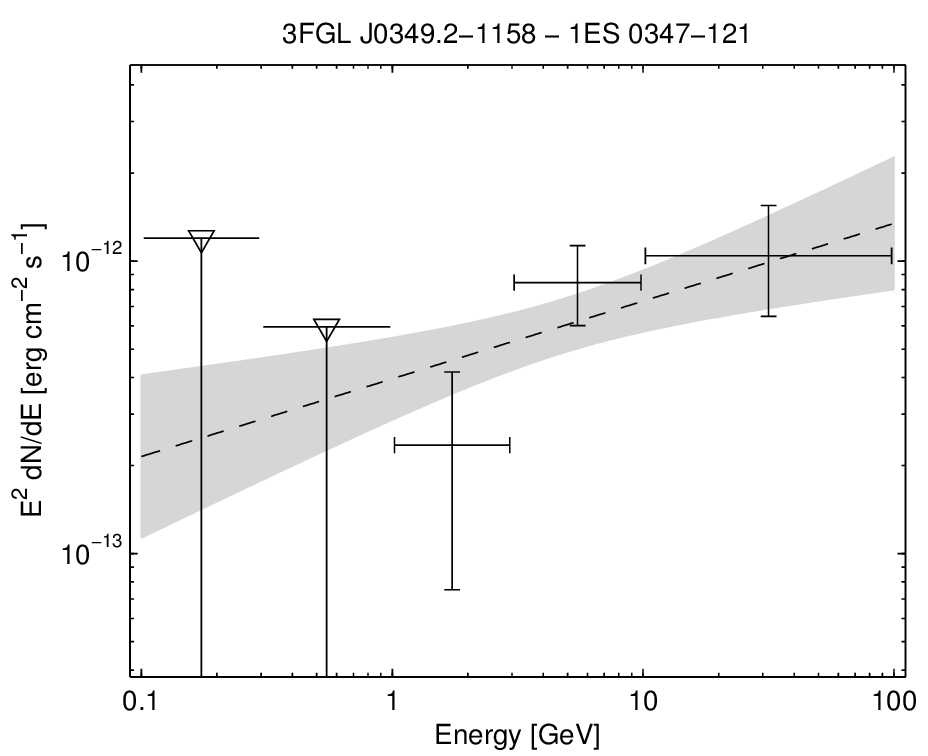 3FGL J0349.2−1158 − 1ES 0347−121
E² dN/dE [erg cm⁻² s⁻¹]
10⁻¹²
10⁻¹³
0.1 1 10 100
Energy [GeV]